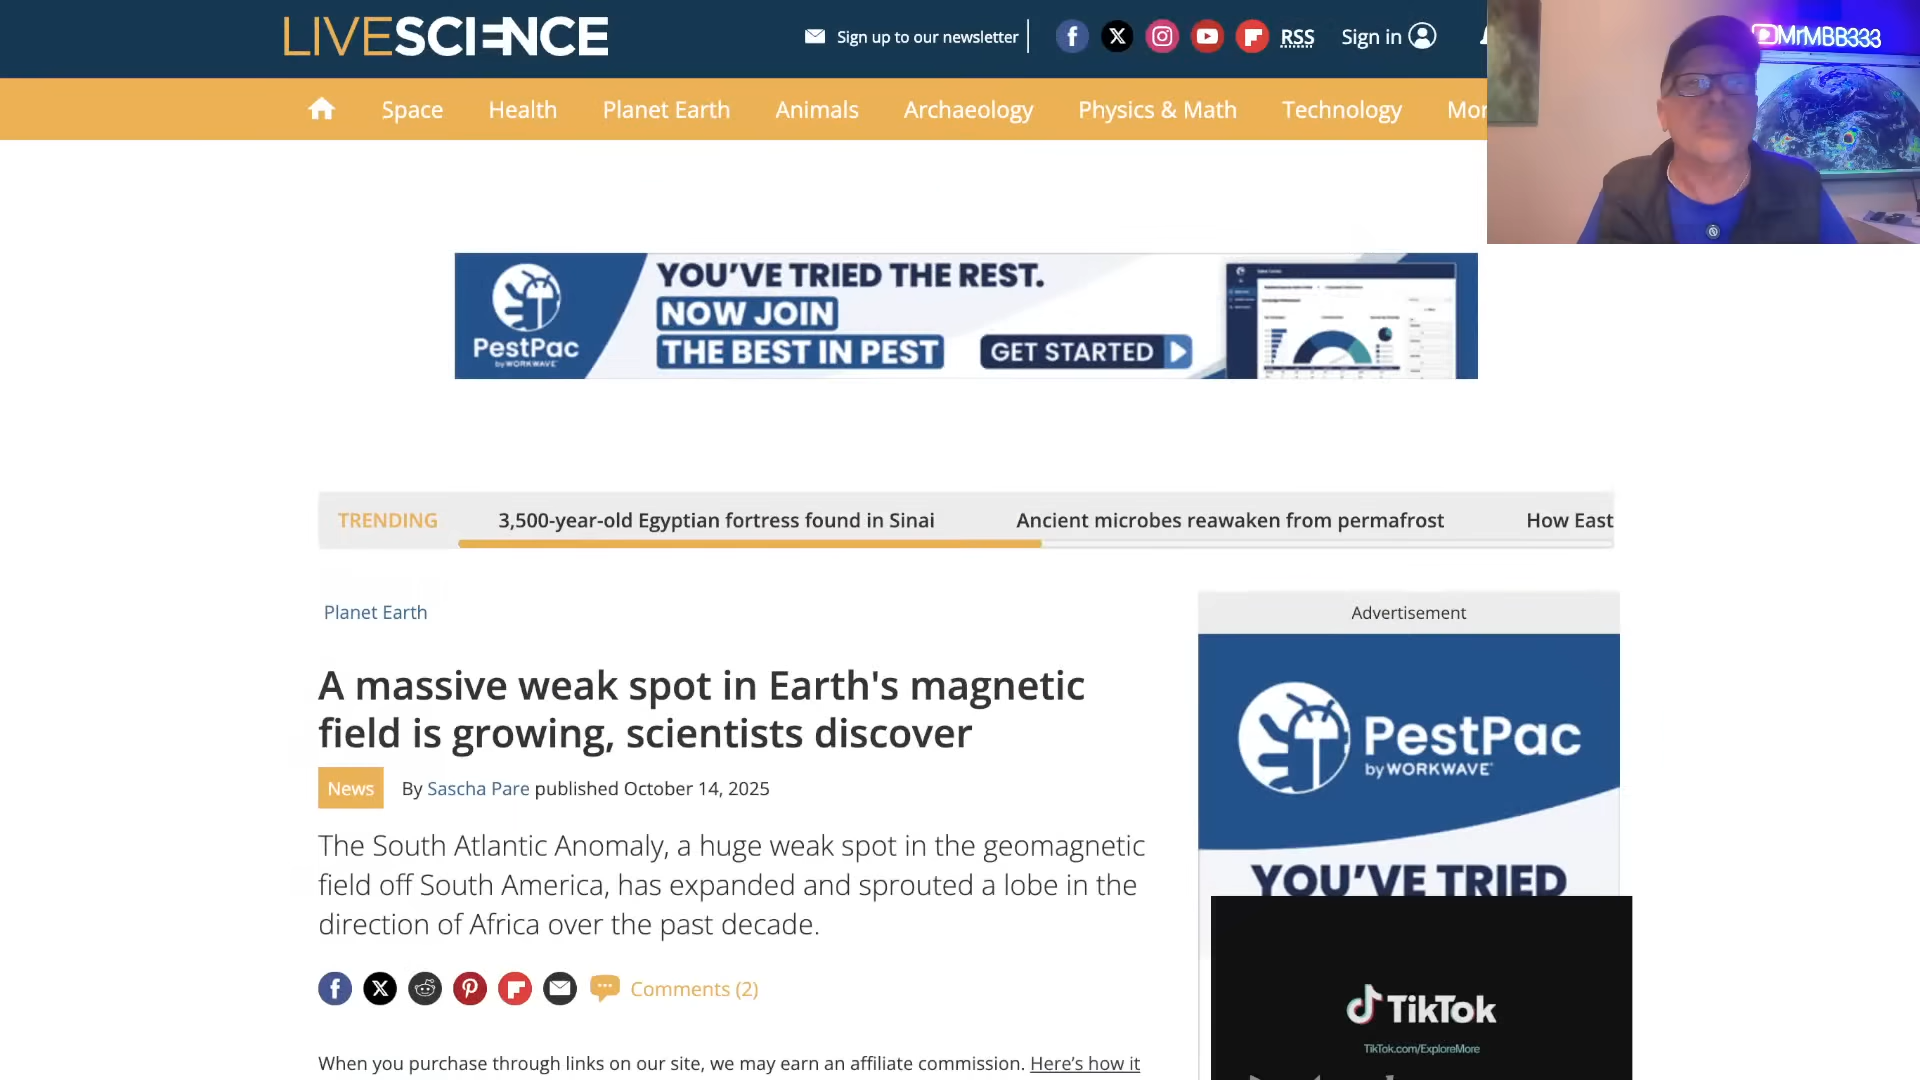 LIVESCIENCE
Sign up to our newsletter
RSS
Sign in
MrMBB333
Space
Health
Planet Earth
Animals
Archaeology
Physics & Math
Technology
Mor
PestPac
by WORKWAVE
YOU'VE TRIED THE REST.
NOW JOIN
THE BEST IN PEST
GET STARTED
TRENDING
3,500-year-old Egyptian fortress found in Sinai
Ancient microbes reawaken from permafrost
How East
Planet Earth
A massive weak spot in Earth's magnetic
field is growing, scientists discover
News
By Sascha Pare published October 14, 2025
The South Atlantic Anomaly, a huge weak spot in the geomagnetic
field off South America, has expanded and sprouted a lobe in the
direction of Africa over the past decade.
Comments (2)
When you purchase through links on our site, we may earn an affiliate commission. Here's how it
Advertisement
PestPac
by WORKWAVE
YOU'VE TRIED
TikTok
TikTok.com/ExploreMore